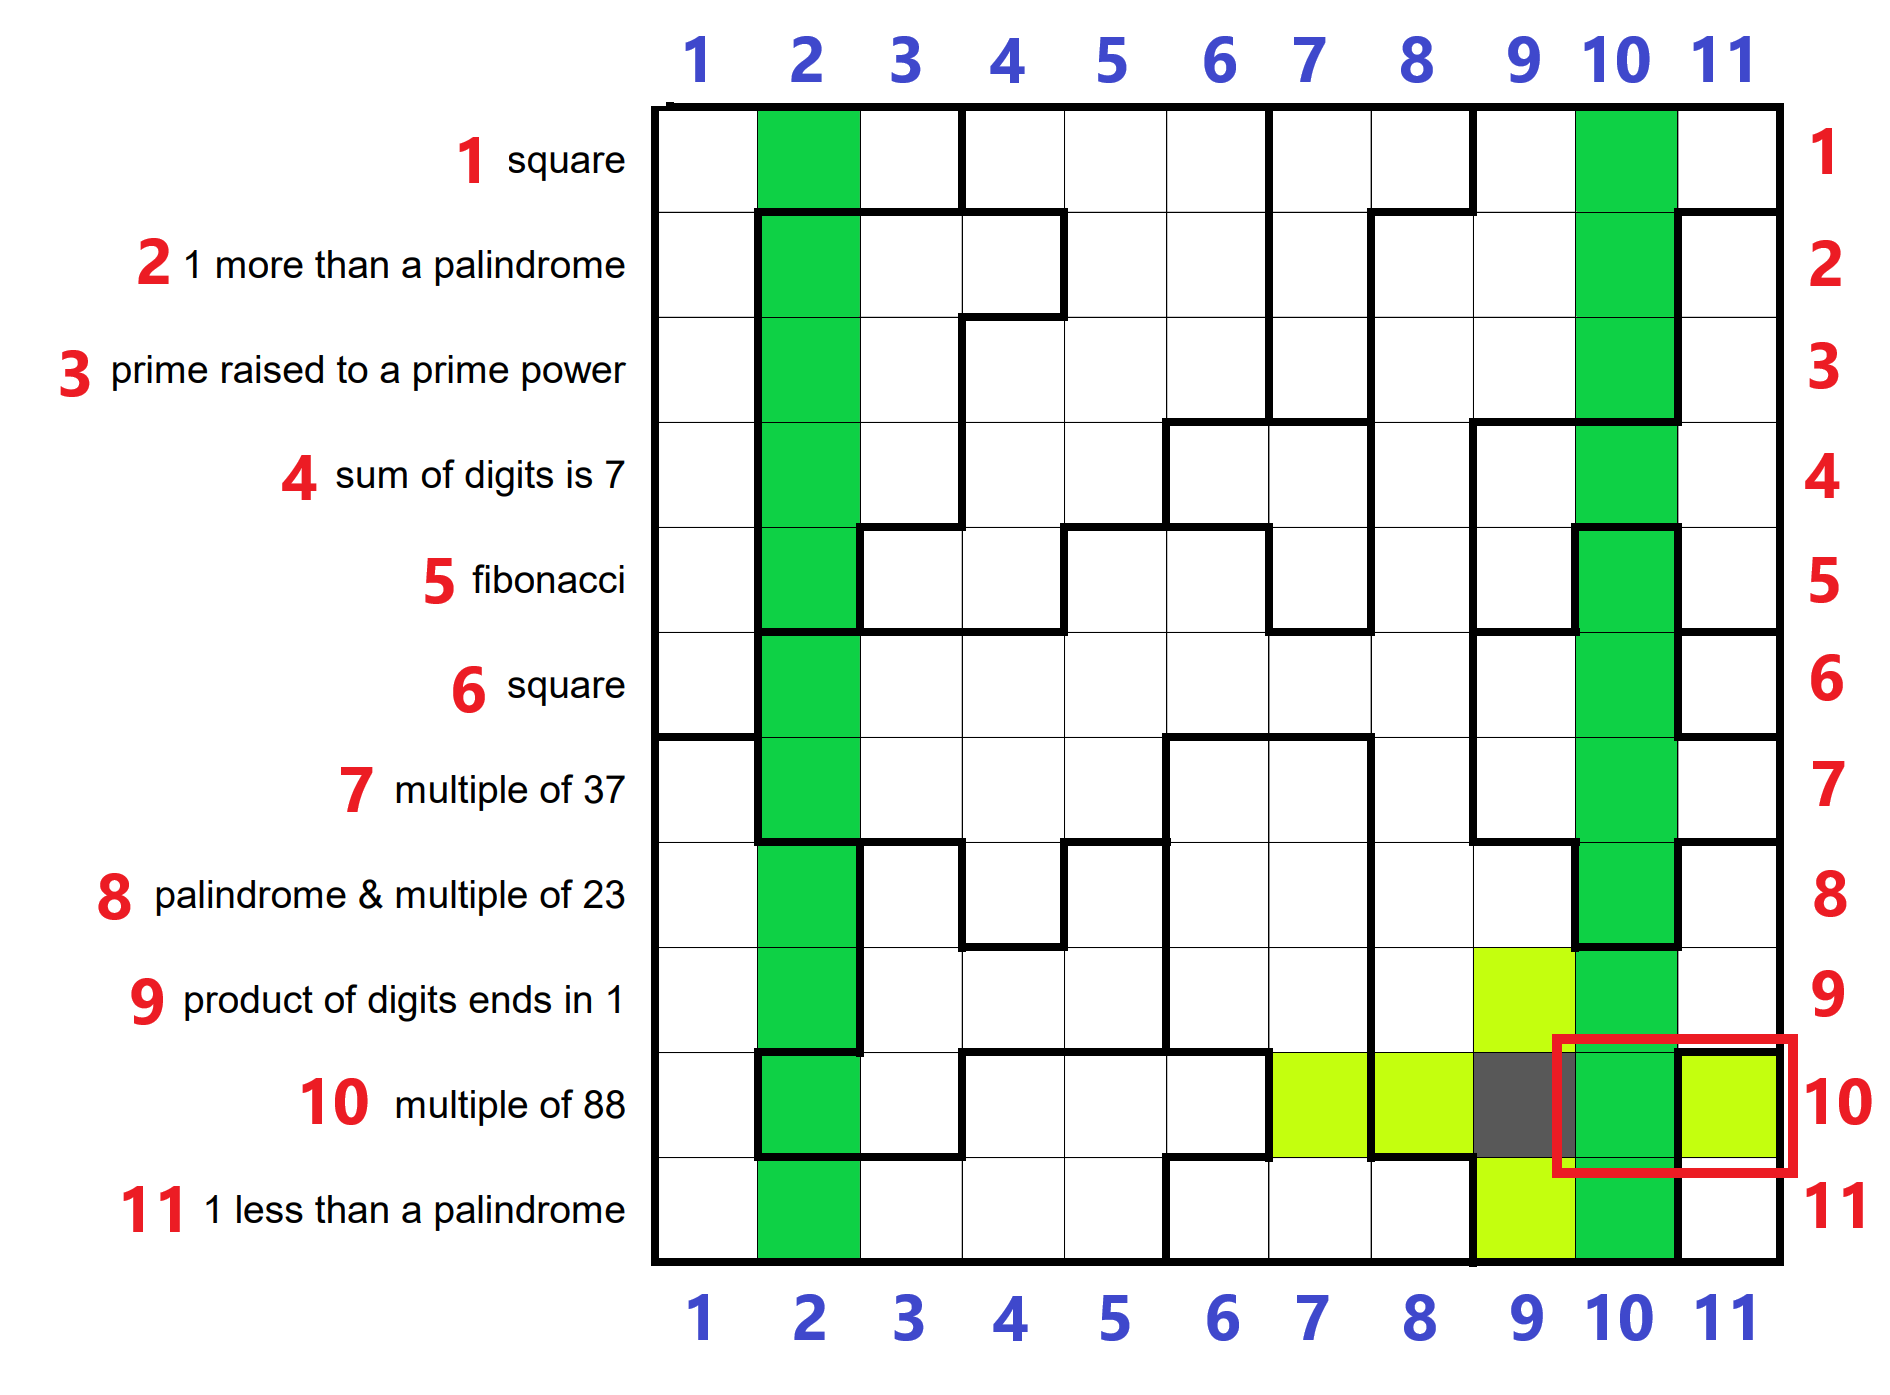 1 2 3 4 5 6 7 8 9 10 11
1 square 1
2 1 more than a palindrome 2
3 prime raised to a prime power 3
4 sum of digits is 7 4
5 fibonacci 5
6 square 6
7 multiple of 37 7
8 palindrome & multiple of 23 8
9 product of digits ends in 1 9
10 multiple of 88 10
11 1 less than a palindrome 11
1 2 3 4 5 6 7 8 9 10 11